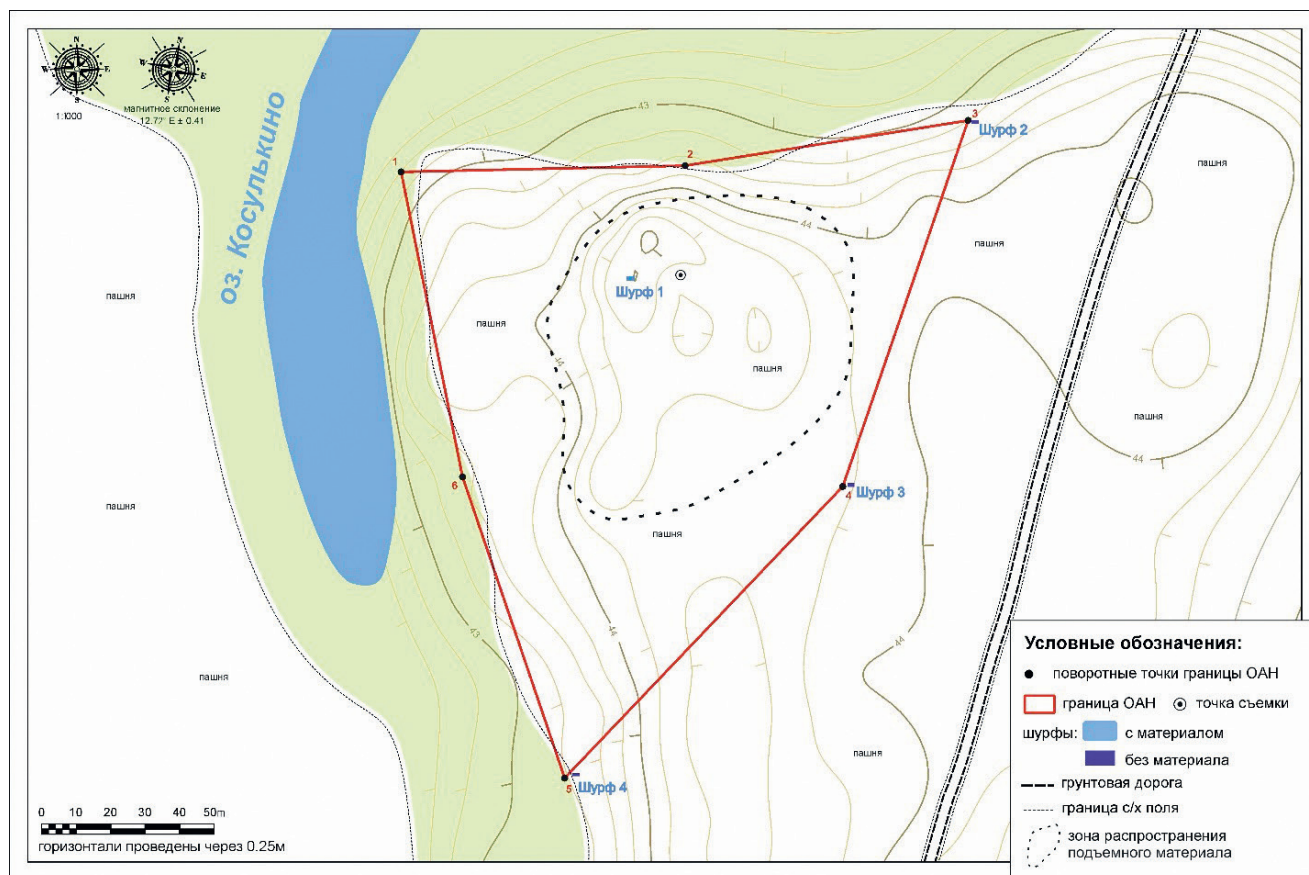 N
W
E
S
N
W
E
S
магнитное склонение
12.77° E ± 0.41
1:1000
Оз. Косулькино
43
1
2
3
Шурф 2
пашня
44
пашня
пашня
Шурф 1
пашня
44
пашня
пашня
44
6
4
Шурф 3
пашня
пашня
44
43
пашня
пашня
5
Шурф 4
0 10 20 30 40 50m
горизонтали проведены через 0.25м
Условные обозначения:
поворотные точки границы ОАН
граница ОАН точка съемки
шурфы: с материалом
без материала
грунтовая дорога
граница с/х поля
зона распространения
подъемного материала